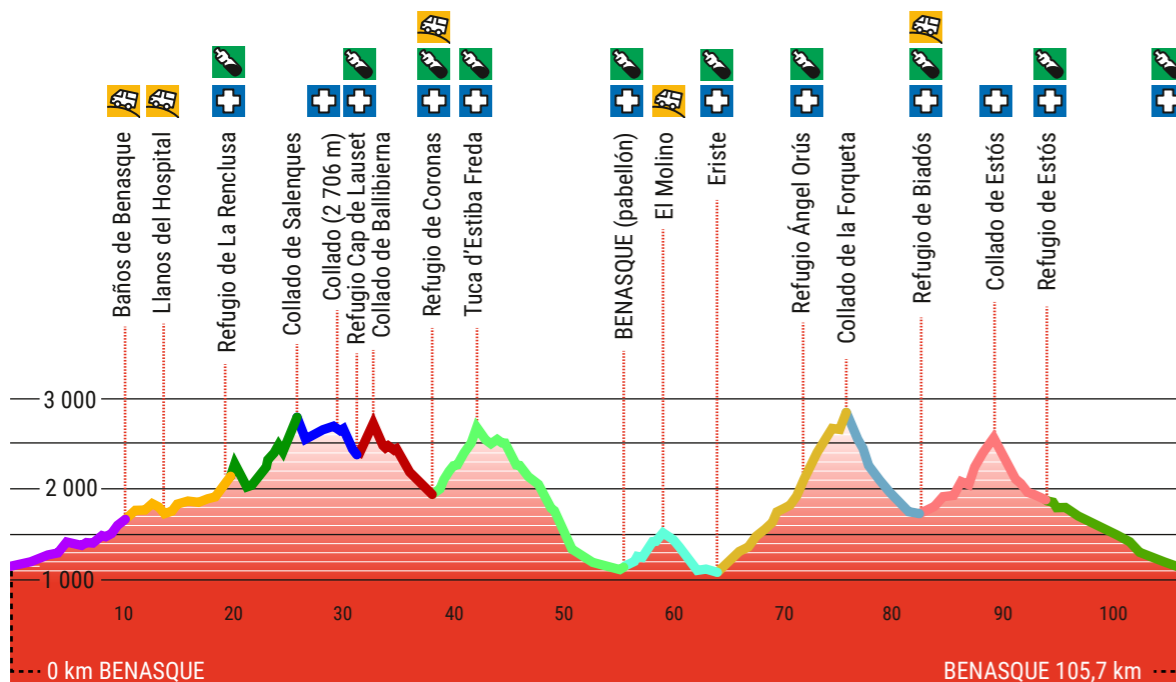 Baños de Benasque
Llanos del Hospital
Refugio de La Renclusa
Collado de Salenques
Collado (2 706 m)
Refugio Cap de Lauset
Collado de Ballibierna
Refugio de Coronas
Tuca d'Estiba Freda
BENASQUE (pabellón)
El Molino
Eriste
Refugio Ángel Orús
Collado de la Forqueta
Refugio de Biadós
Collado de Estós
Refugio de Estós
3 000
2 000
1 000
10 20 30 40 50 60 70 80 90 100
0 km BENASQUE
BENASQUE 105,7 km